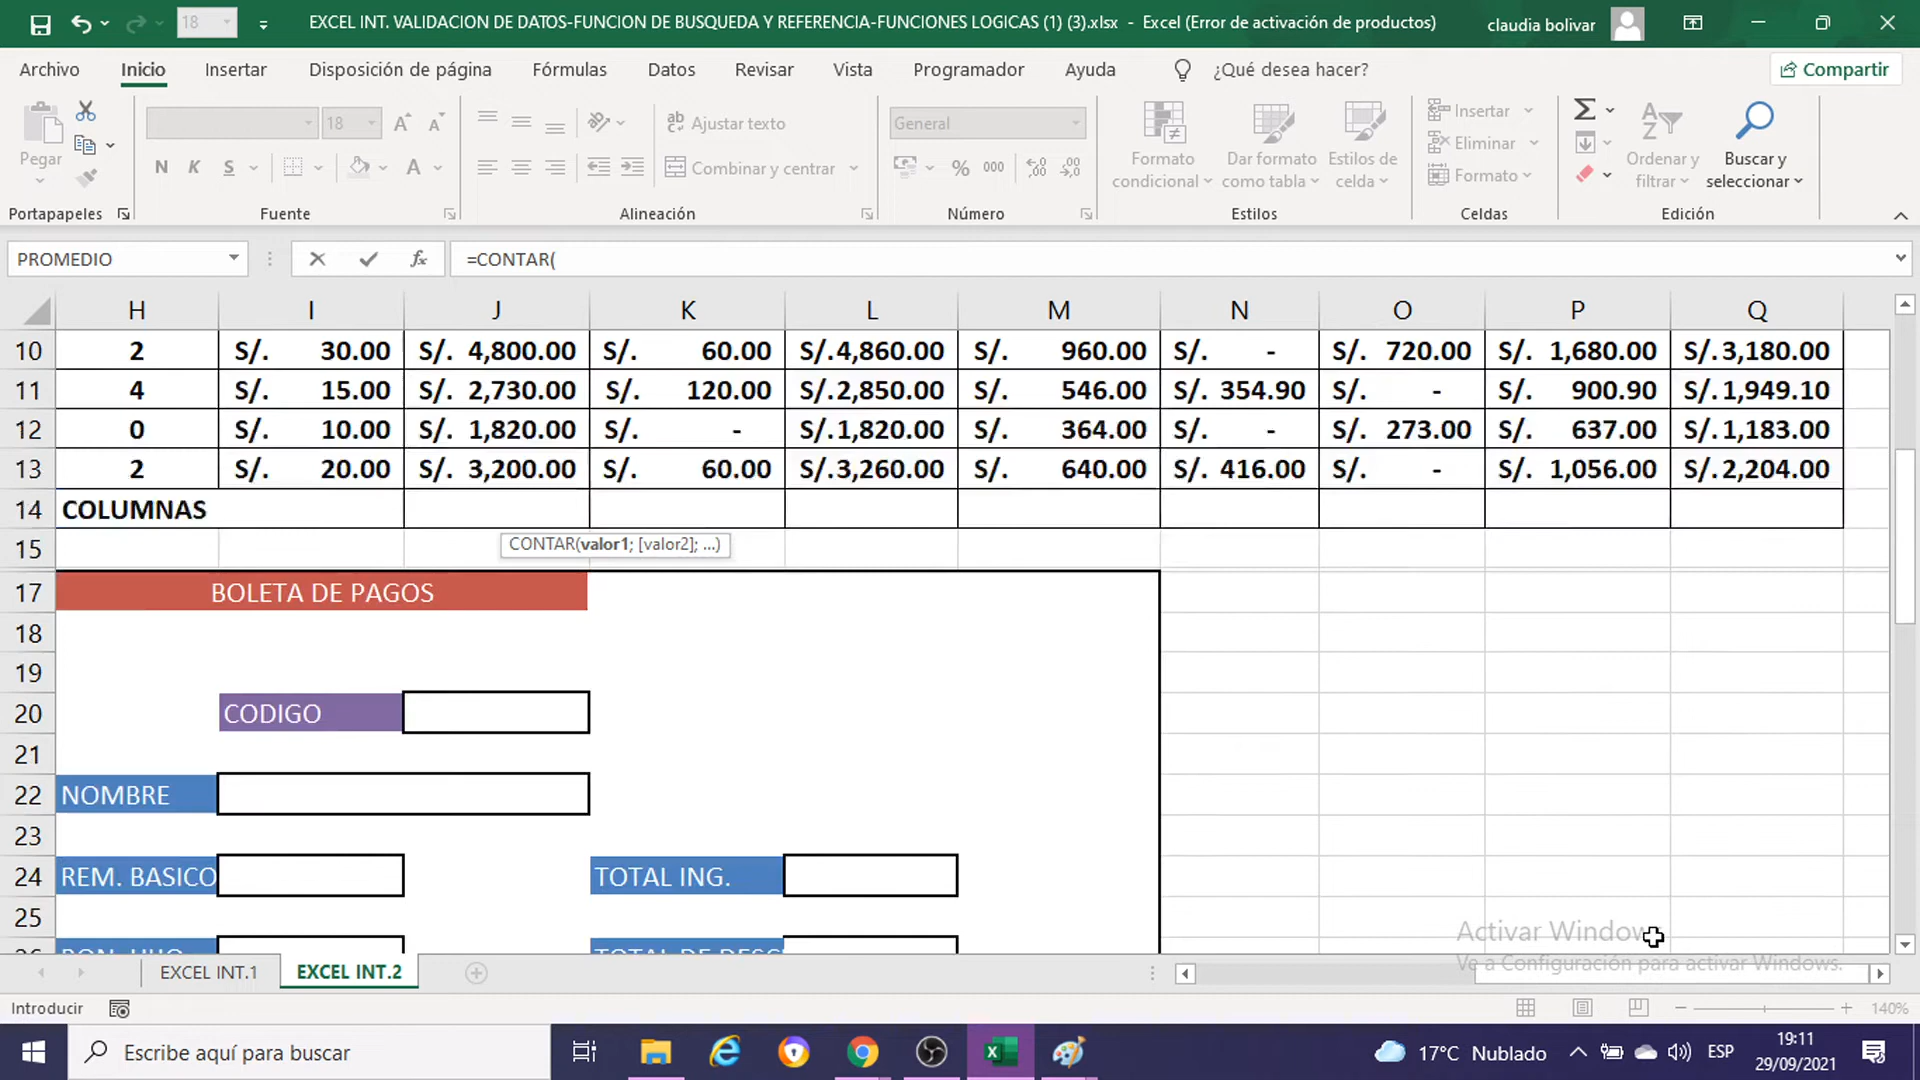 18
EXCEL INT. VALIDACION DE DATOS-FUNCION DE BUSQUEDA Y REFERENCIA-FUNCIONES LOGICAS (1) (3).xlsx - Excel (Error de activación de productos)
claudia bolivar
Archivo Inicio Insertar Disposición de página Fórmulas Datos Revisar Vista Programador Ayuda ¿Qué desea hacer? Compartir
Pegar
18
Ajustar texto
General
Formato condicional
Dar formato como tabla
Estilos de celda
Insertar
Eliminar
Formato
Ordenar y filtrar
Buscar y seleccionar
N K S
Combinar y centrar
% 000
Portapapeles Fuente Alineación Número Estilos Celdas Edición
PROMEDIO fx =CONTAR(
H I J K L M N O P Q
10 2 S/. 30.00 S/. 4,800.00 S/. 60.00 S/.4,860.00 S/. 960.00 S/. - S/. 720.00 S/. 1,680.00 S/.3,180.00
11 4 S/. 15.00 S/. 2,730.00 S/. 120.00 S/.2,850.00 S/. 546.00 S/. 354.90 S/. - S/. 900.90 S/.1,949.10
12 0 S/. 10.00 S/. 1,820.00 S/. - S/.1,820.00 S/. 364.00 S/. - S/. 273.00 S/. 637.00 S/.1,183.00
13 2 S/. 20.00 S/. 3,200.00 S/. 60.00 S/.3,260.00 S/. 640.00 S/. 416.00 S/. - S/. 1,056.00 S/.2,204.00
14 COLUMNAS
15 CONTAR(valor1; [valor2]; ...)
17 BOLETA DE PAGOS
18
19
20 CODIGO
21
22 NOMBRE
23
24 REM. BASICO TOTAL ING.
25
Activar Windows
Ve a Configuración para activar Windows.
EXCEL INT.1 EXCEL INT.2
Introducir
140%
Escribe aquí para buscar
17°C Nublado
ESP
19:11
29/09/2021